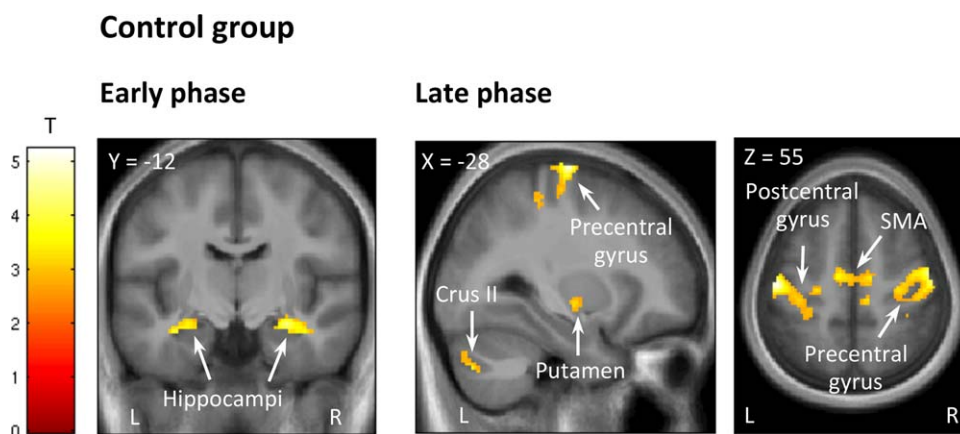 Control group
Early phase
Late phase
T
5
4
3
2
1
0
Y = -12
Hippocampi
L
R
X = -28
Precentral
gyrus
Crus II
Putamen
L
Z = 55
Postcentral
gyrus
SMA
Precentral
gyrus
L
R